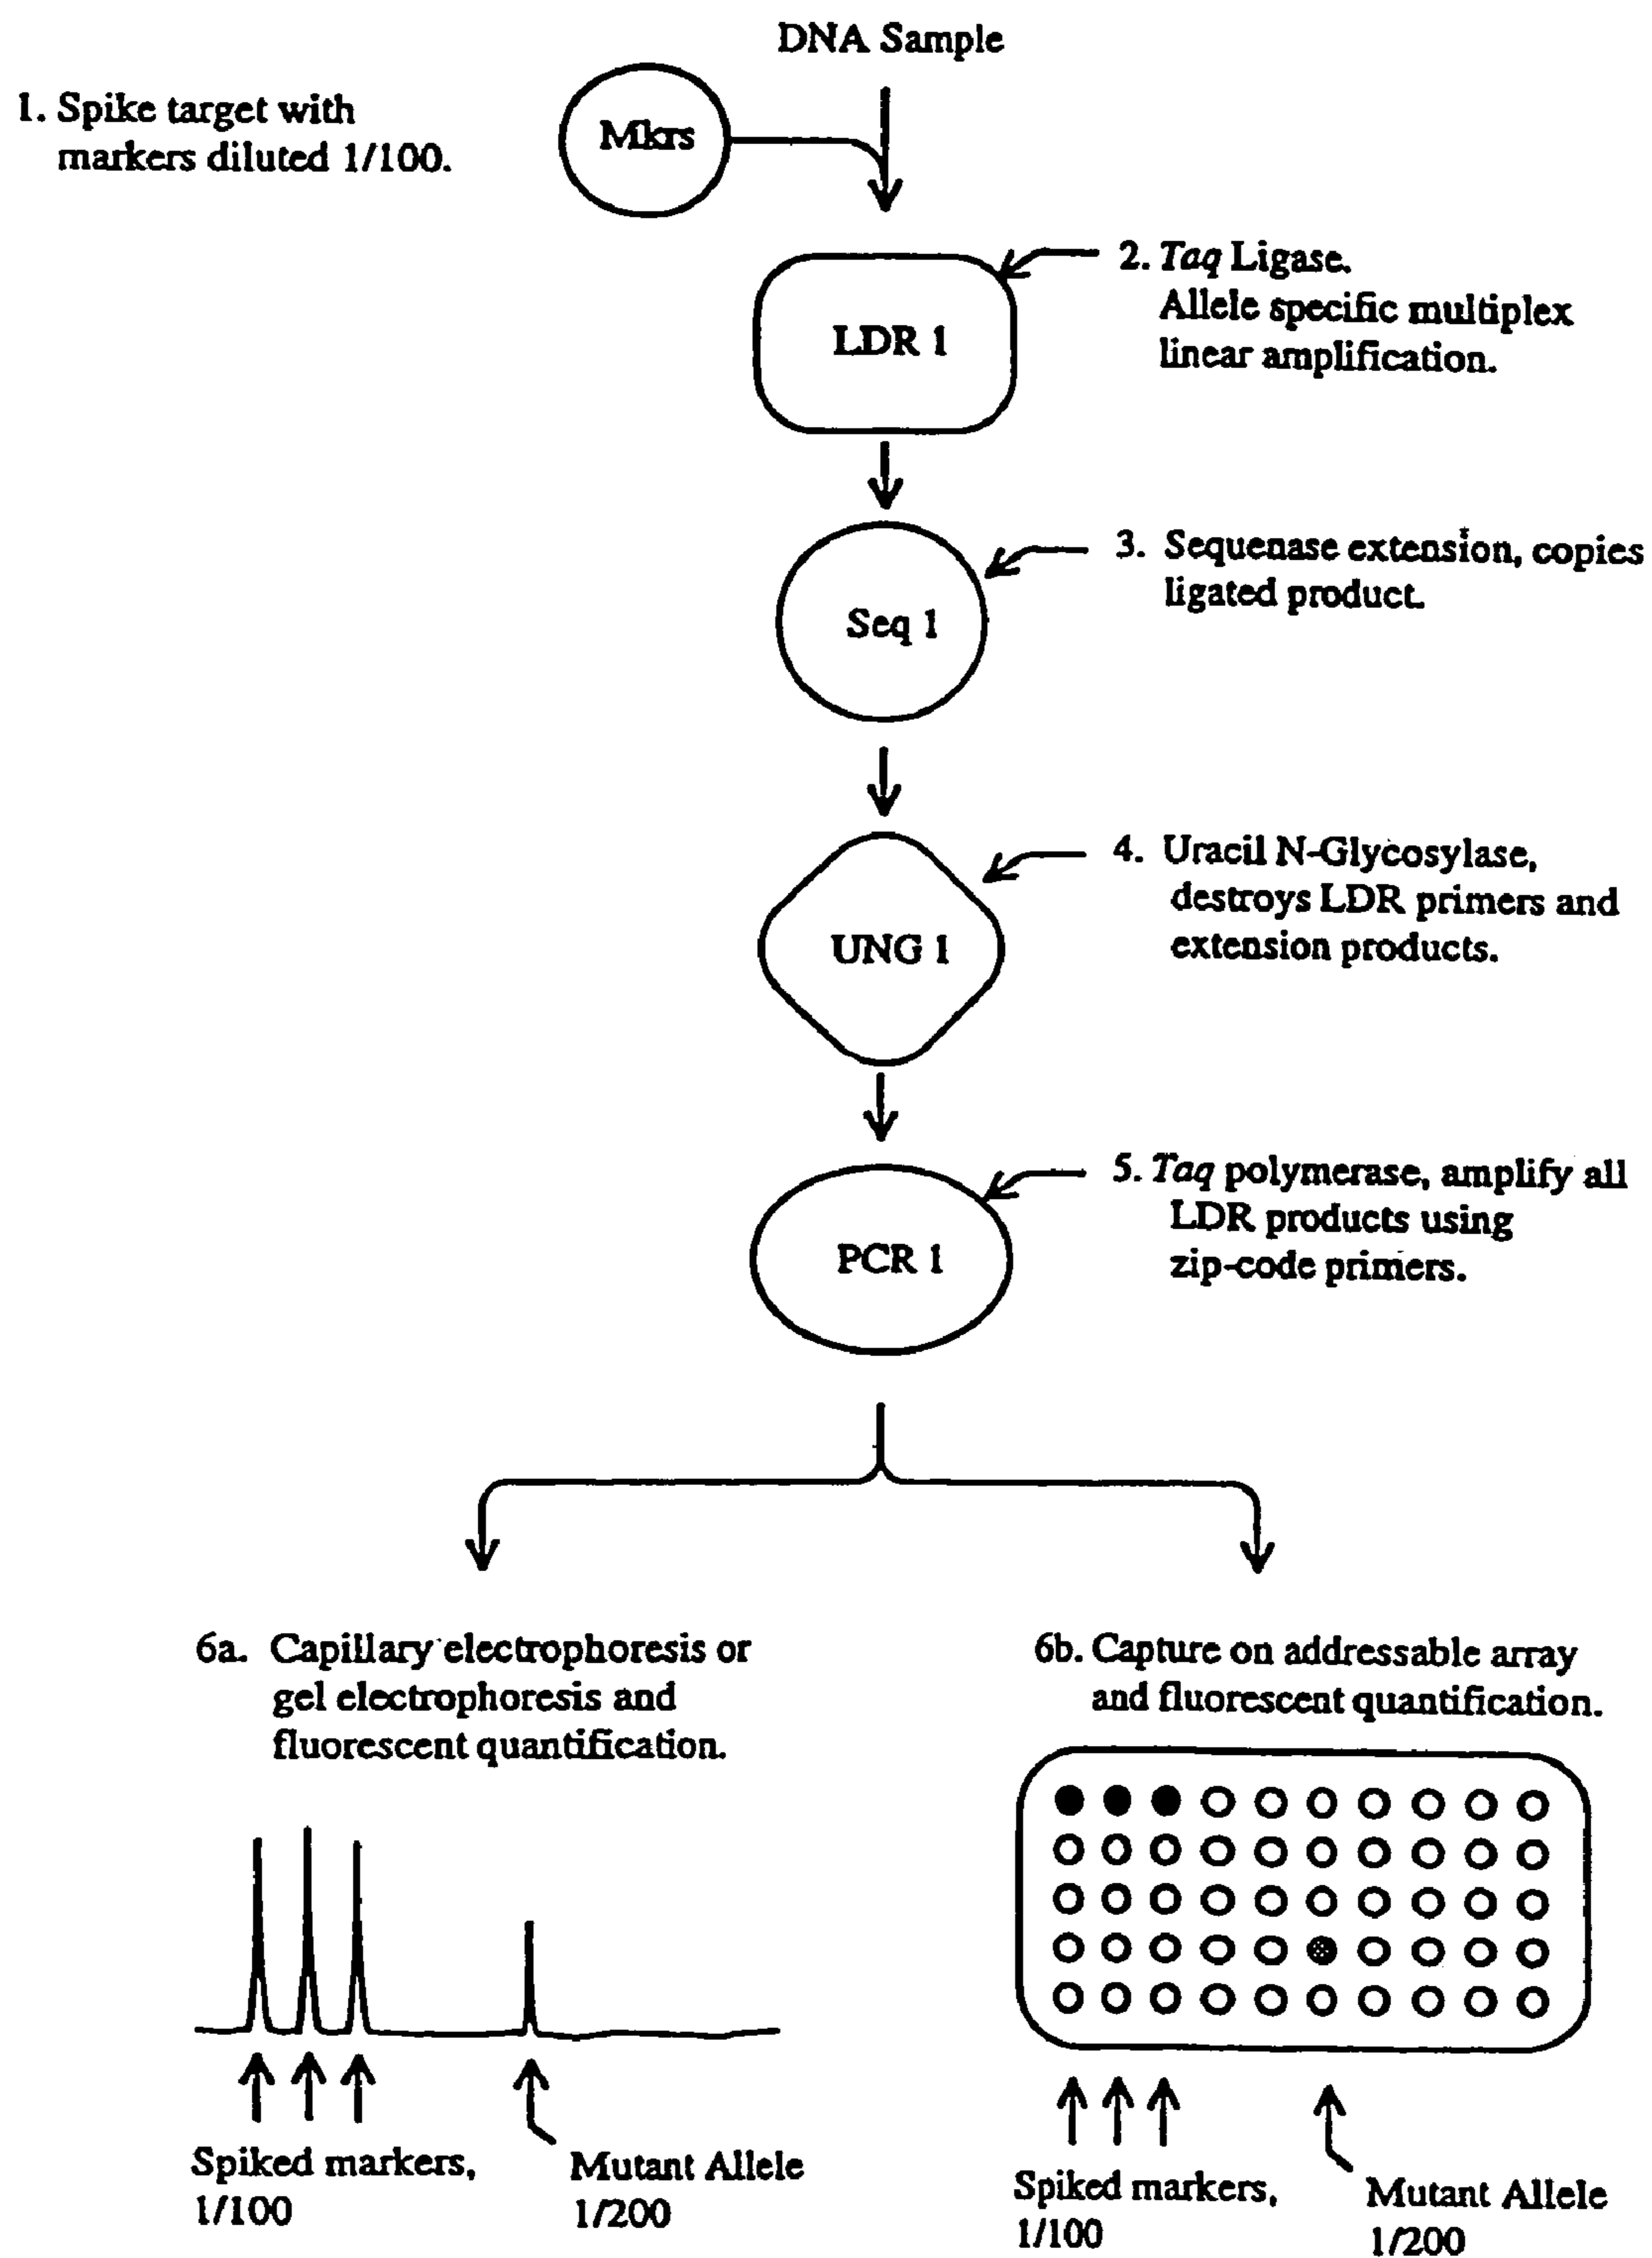 DNA Sample
1. Spike target with
markers diluted 1/100.
Mkrs
2. Taq Ligase.
Allele specific multiplex
linear amplification.
LDR 1
3. Sequenase extension, copies
ligated product.
Seq 1
4. Uracil N-Glycosylase,
destroys LDR primers and
extension products.
UNG 1
5. Taq polymerase, amplify all
LDR products using
zip-code primers.
PCR 1
6a. Capillary electrophoresis or
gel electrophoresis and
fluorescent quantification.
6b. Capture on addressable array
and fluorescent quantification.
Spiked markers,
1/100
Mutant Allele
1/200
Spiked markers,
1/100
Mutant Allele
1/200